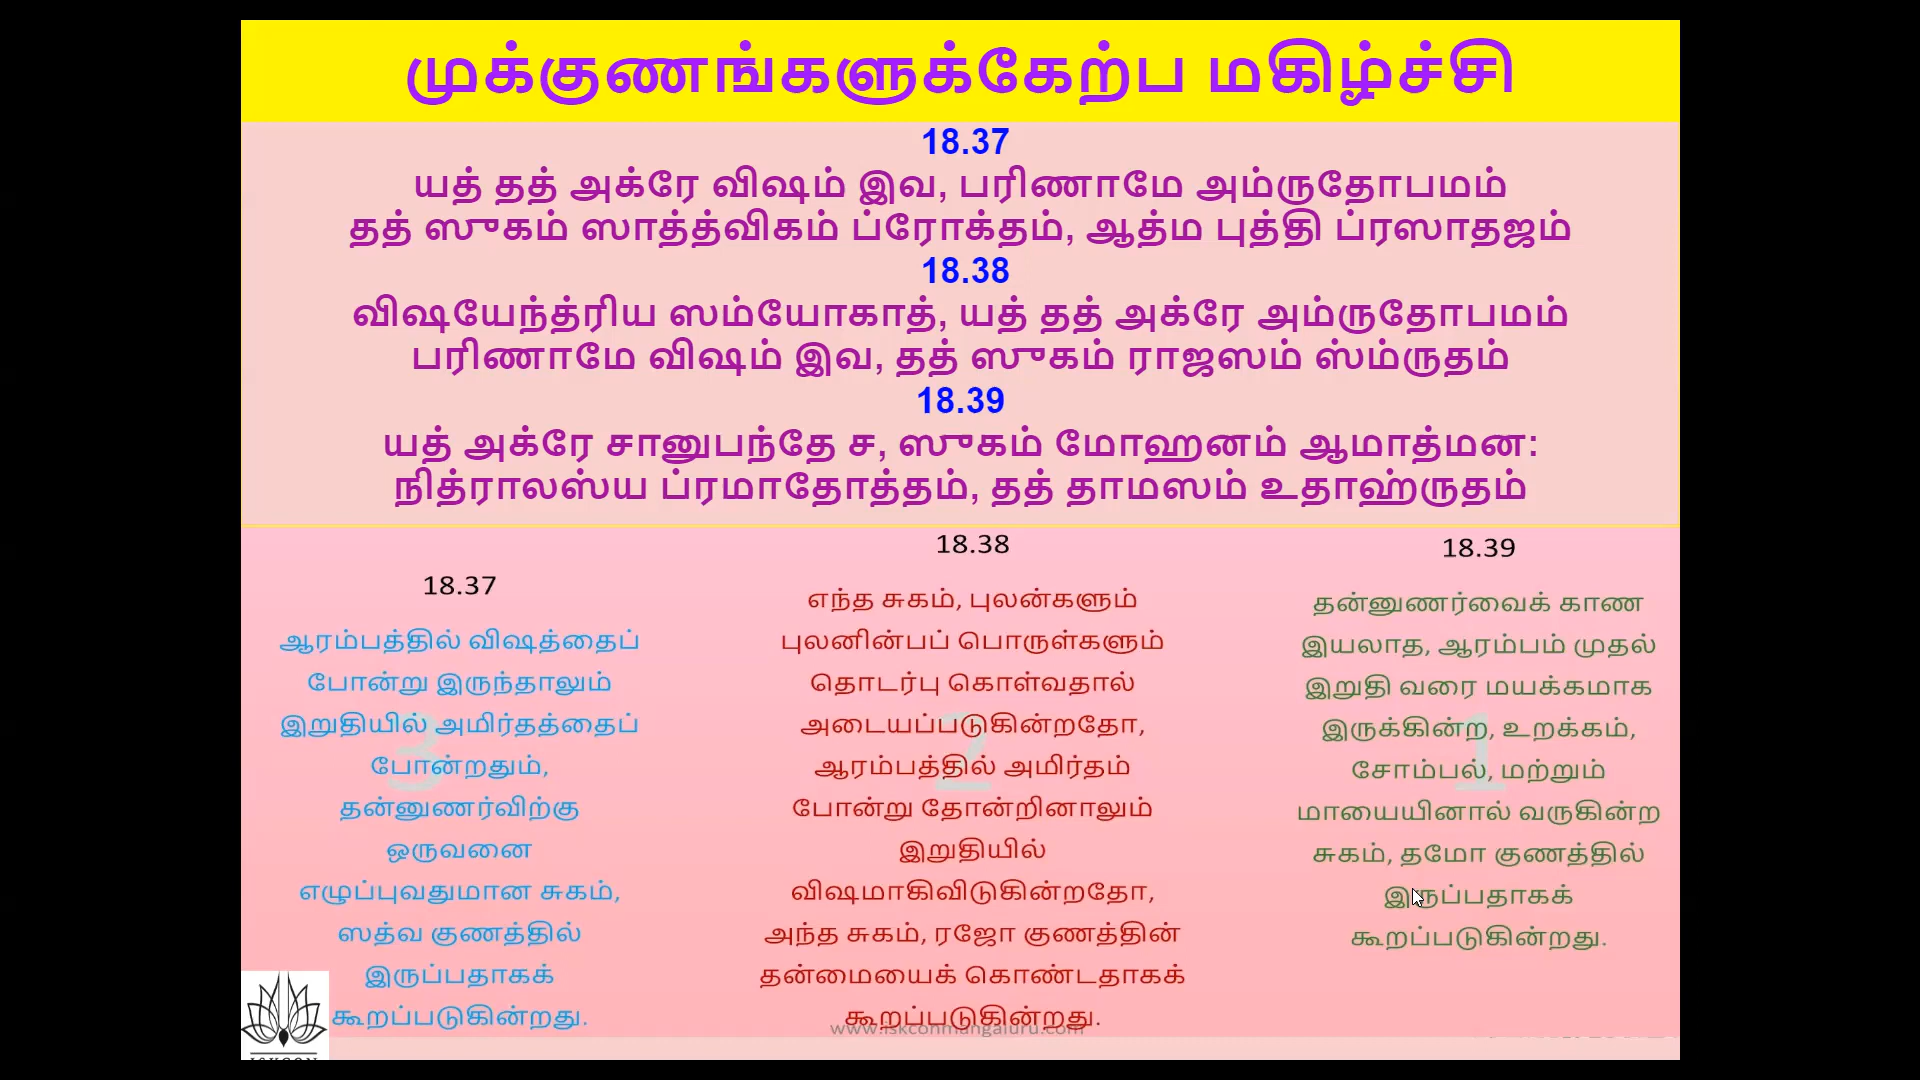 முக்குணங்களுக்கேற்ப மகிழ்ச்சி
18.37
யத் தத் அக்ரே விஷம் இவ, பரிணாமே அம்ருதோபமம்
தத் ஸுகம் ஸாத்த்விகம் ப்ரோக்தம், ஆத்ம புத்தி ப்ரஸாதஜம்
18.38
விஷயேந்த்ரிய ஸம்யோகாத், யத் தத் அக்ரே அம்ருதோபமம்
பரிணாமே விஷம் இவ, தத் ஸுகம் ராஜஸம் ஸ்ம்ருதம்
18.39
யத் அக்ரே சானுபந்தே ச, ஸுகம் மோஹனம் ஆமாத்மன:
நித்ராலஸ்ய ப்ரமாதோத்தம், தத் தாமஸம் உதாஹ்ருதம்
18.37
ஆரம்பத்தில் விஷத்தைப்
போன்று இருந்தாலும்
இறுதியில் அமிர்தத்தைப்
போன்றதும்,
தன்னுணர்விற்கு
ஒருவனை
எழுப்புவதுமான சுகம்,
ஸத்வ குணத்தில்
இருப்பதாகக்
கூறப்படுகின்றது.
3
18.38
எந்த சுகம், புலன்களும்
புலனின்பப் பொருள்களும்
தொடர்பு கொள்வதால்
அடையப்படுகின்றதோ,
ஆரம்பத்தில் அமிர்தம்
போன்று தோன்றினாலும்
இறுதியில்
விஷமாகிவிடுகின்றதோ,
அந்த சுகம், ரஜோ குணத்தின்
தன்மையைக் கொண்டதாகக்
கூறப்படுகின்றது.
2
www.iskconmangaluru.com
18.39
தன்னுணர்வைக் காண
இயலாத, ஆரம்பம் முதல்
இறுதி வரை மயக்கமாக
இருக்கின்ற, உறக்கம்,
சோம்பல், மற்றும்
மாயையினால் வருகின்ற
சுகம், தமோ குணத்தில்
இருப்பதாகக்
கூறப்படுகின்றது.
1
ISKCON